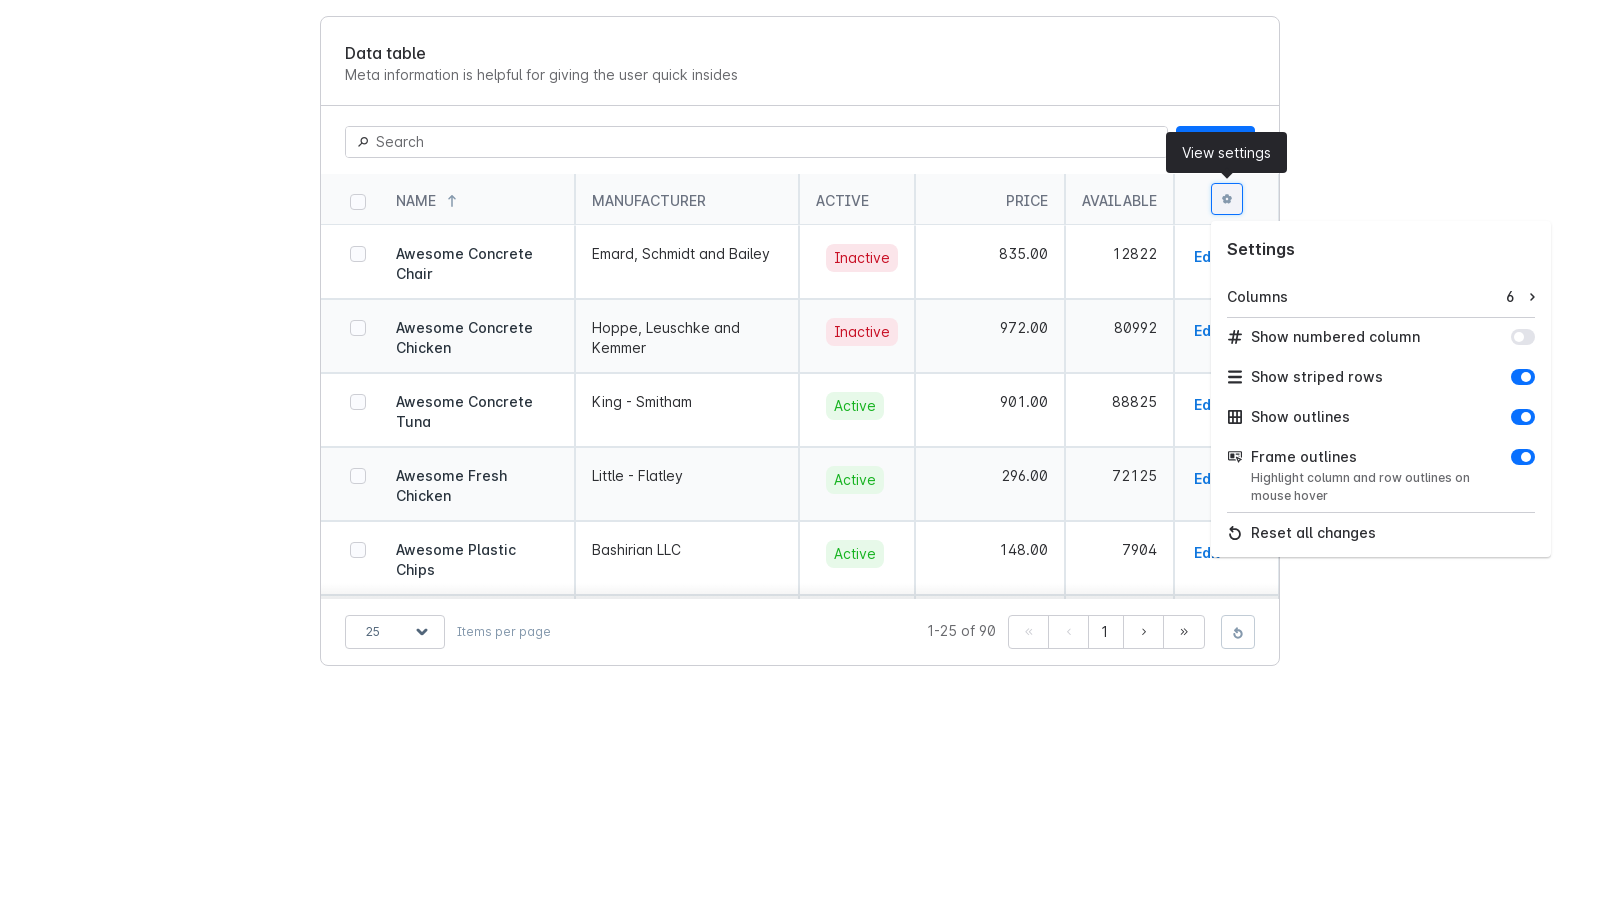 Data table
Meta information is helpful for giving the user quick insides
Search
View settings
NAME
MANUFACTURER
ACTIVE
PRICE
AVAILABLE
Awesome Concrete
Chair
Emard, Schmidt and Bailey
Inactive
835.00
12822
Ed
Awesome Concrete
Chicken
Hoppe, Leuschke and
Kemmer
Inactive
972.00
80992
Ed
Awesome Concrete
Tuna
King - Smitham
Active
901.00
88825
Ed
Awesome Fresh
Chicken
Little - Flatley
Active
296.00
72125
Ed
Awesome Plastic
Chips
Bashirian LLC
Active
148.00
7904
Edit
Settings
Columns 6
Show numbered column
Show striped rows
Show outlines
Frame outlines
Highlight column and row outlines on
mouse hover
Reset all changes
25
Items per page
1-25 of 90
« ‹ 1 › »